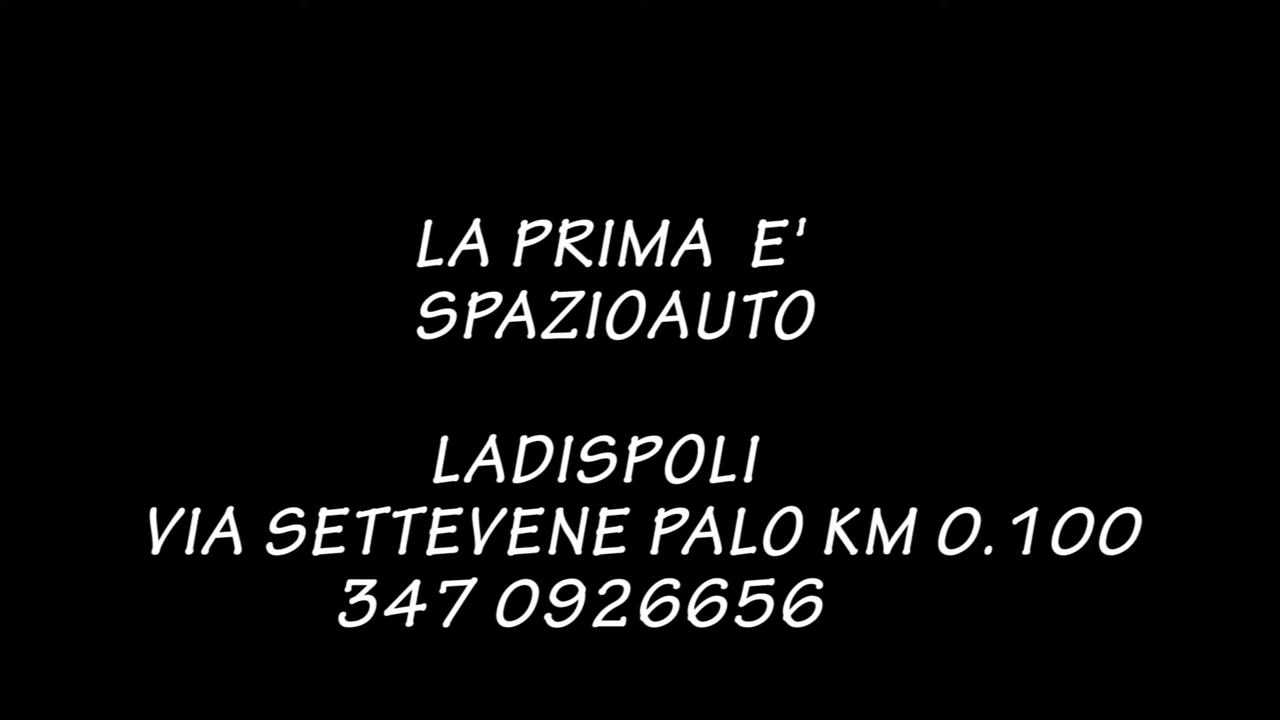 LA PRIMA E'
SPAZIOAUTO
LADISPOLI
VIA SETTEVENE PALO KM 0.100
347 0926656